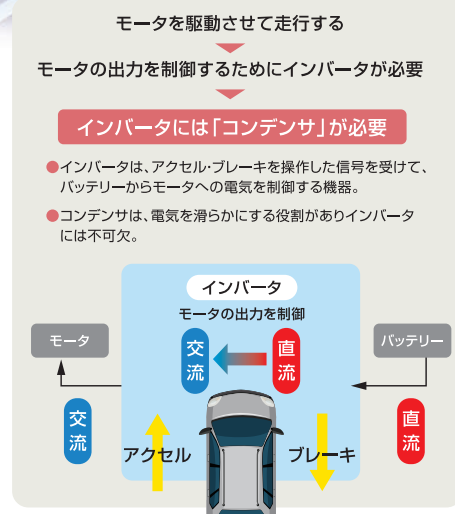 モータを駆動させて走行する
モータの出力を制御するためにインバータが必要
インバータには「コンデンサ」が必要
●インバータは、アクセル・ブレーキを操作した信号を受けて、
バッテリーからモータへの電気を制御する機器。
●コンデンサは、電気を滑らかにする役割がありインバータ
には不可欠。
インバータ
モータの出力を制御
モータ
交流
直流
バッテリー
交流
直流
アクセル
ブレーキ